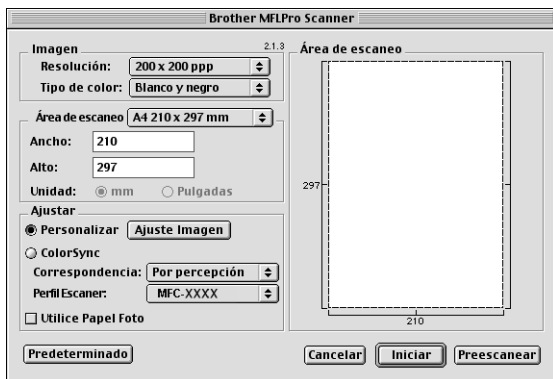 Brother MFLPro Scanner
Imagen
2.1.3
Resolución: 200 x 200 ppp
Tipo de color: Blanco y negro
Área de escaneo A4 210 x 297 mm
Ancho: 210
Alto: 297
Unidad: mm Pulgadas
Ajustar
Personalizar Ajuste Imagen
ColorSync
Correspondencia: Por percepción
Perfil Escaner: MFC-XXXX
Utilice Papel Foto
Área de escaneo
297
210
Predeterminado Cancelar Iniciar Preescanear